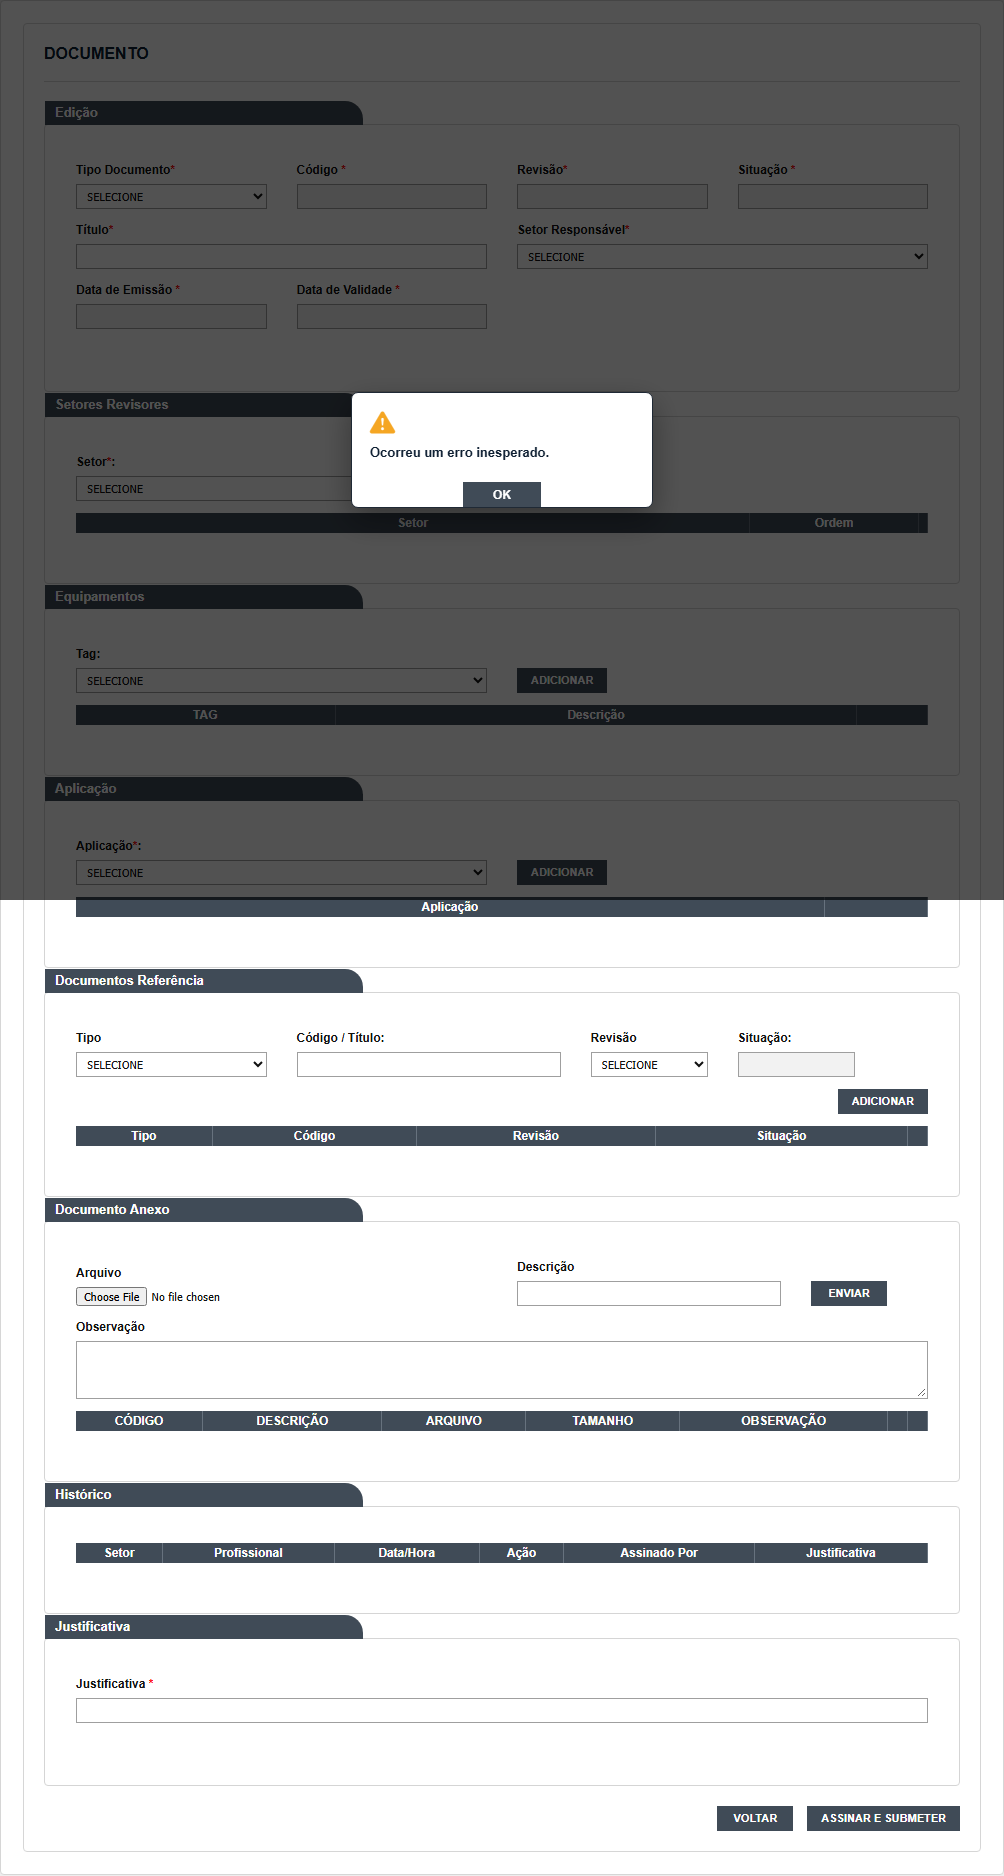 DOCUMENTO
Edição
Tipo Documento* Código * Revisão* Situação *
SELECIONE
Título* Setor Responsável*
SELECIONE
Data de Emissão * Data de Validade *
Setores Revisores
Ocorreu um erro inesperado.
OK
Setor*:
SELECIONE
Setor Ordem
Equipamentos
Tag:
SELECIONE ADICIONAR
TAG Descrição
Aplicação
Aplicação*:
SELECIONE ADICIONAR
Aplicação
Documentos Referência
Tipo Código / Título: Revisão Situação:
SELECIONE SELECIONE
ADICIONAR
Tipo Código Revisão Situação
Documento Anexo
Arquivo Descrição
Choose File No file chosen ENVIAR
Observação
CÓDIGO DESCRIÇÃO ARQUIVO TAMANHO OBSERVAÇÃO
Histórico
Setor Profissional Data/Hora Ação Assinado Por Justificativa
Justificativa
Justificativa *
VOLTAR ASSINAR E SUBMETER